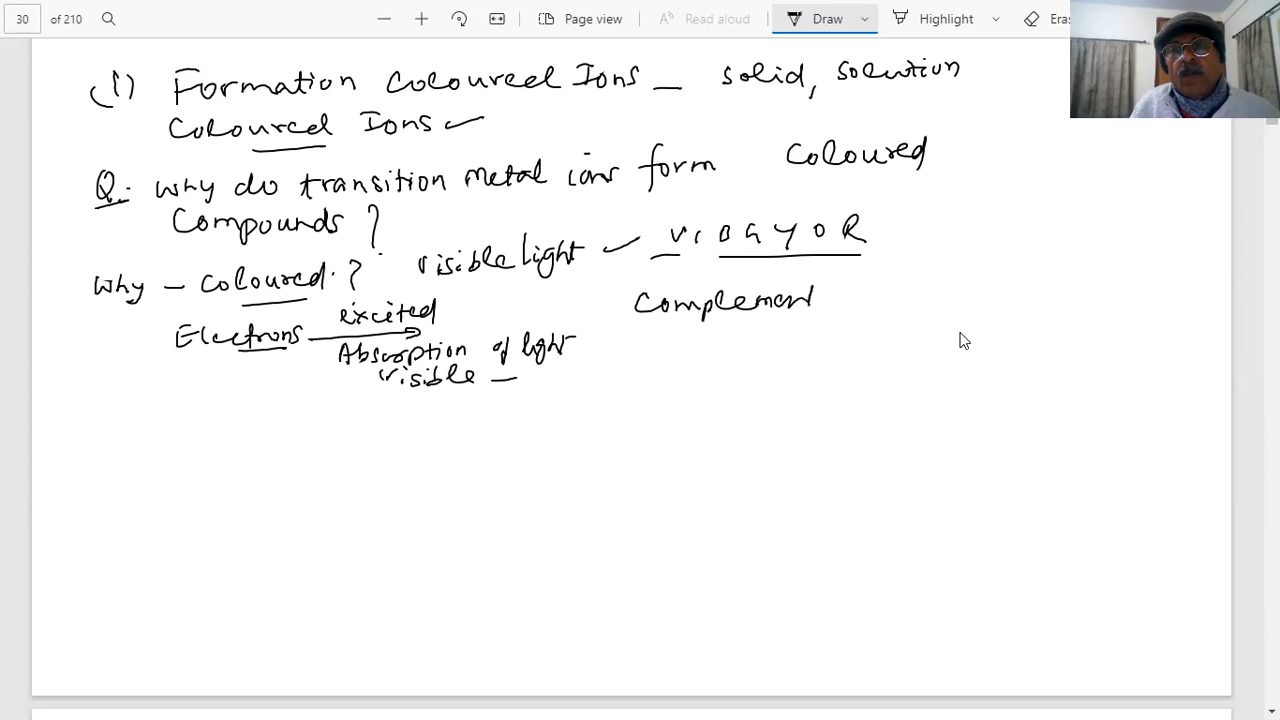 30 of 210 Page view Read aloud Draw Highlight Eras
(1) Formation Coloured Ions _ solid, solution
Coloured Ions ✓
Q:- Why do transition metal ions form Coloured
Compounds ?
Why - Coloured ? Visible light ✓ V I B G Y O R
Electrons excited Complement
Absorption of light
visible _